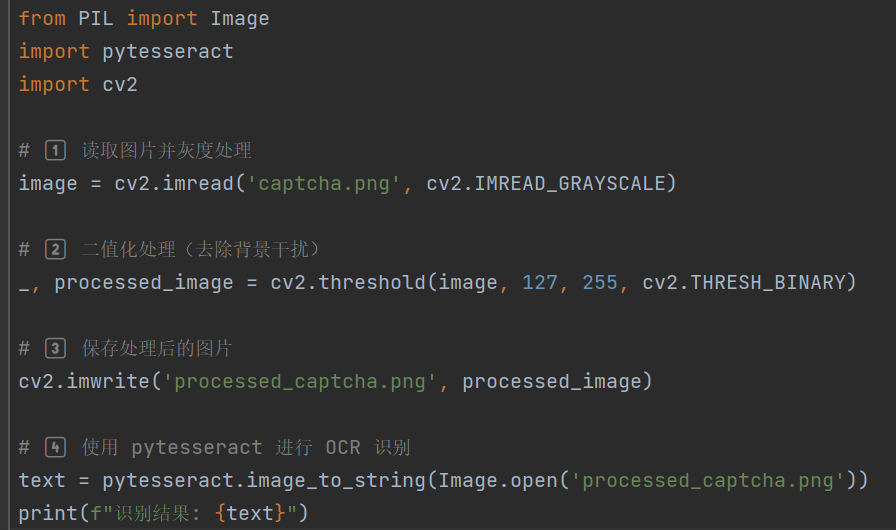 from PIL import Image
import pytesseract
import cv2
# 1️⃣ 读取图片并灰度处理
image = cv2.imread('captcha.png', cv2.IMREAD_GRAYSCALE)
# 2️⃣ 二值化处理（去除背景干扰）
_, processed_image = cv2.threshold(image, 127, 255, cv2.THRESH_BINARY)
# 3️⃣ 保存处理后的图片
cv2.imwrite('processed_captcha.png', processed_image)
# 4️⃣ 使用 pytesseract 进行 OCR 识别
text = pytesseract.image_to_string(Image.open('processed_captcha.png'))
print(f"识别结果: {text}")